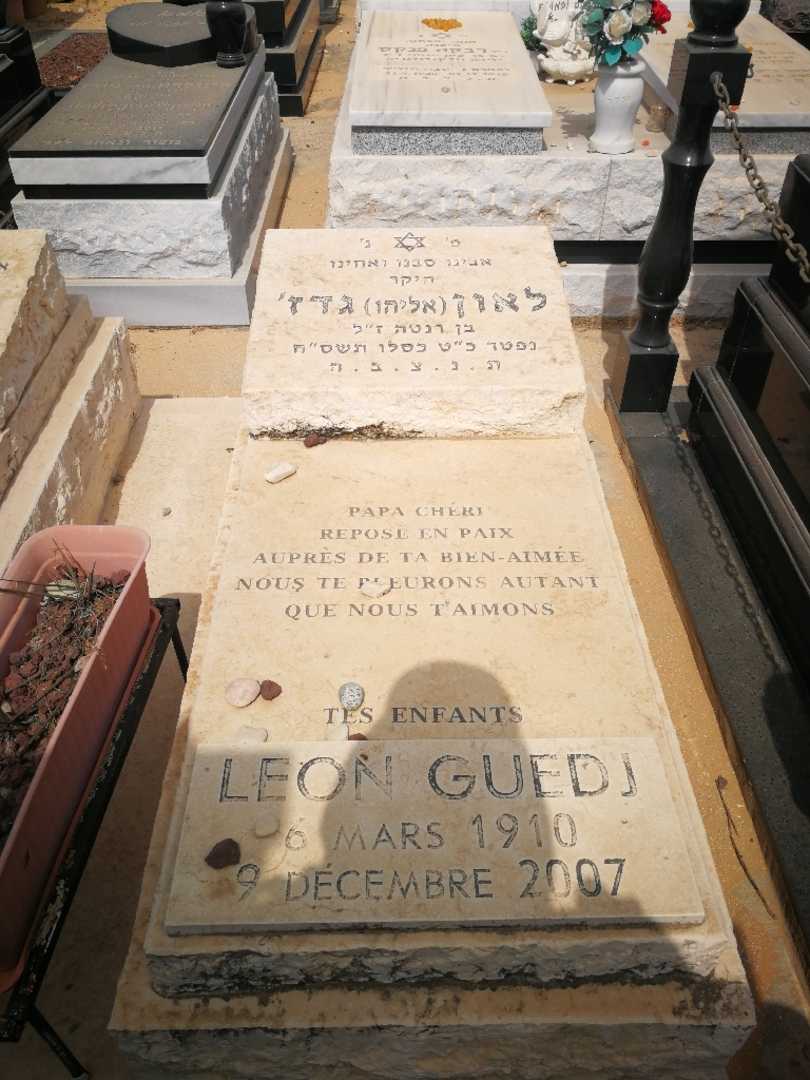 פ' נ'
אבינו סבנו ואחינו
היקר
לאון (אליהו) גדז'
בן רנטה ז"ל
נפטר כ"ט כסלו תשס"ח
ת . נ . צ . ב . ה
PAPA CHÉRI
REPOSE EN PAIX
AUPRÈS DE TA BIEN-AIMÉE
NOUS TE PLEURONS AUTANT
QUE NOUS T'AIMONS
TES ENFANTS
LEON GUEDJ
6 MARS 1910
9 DÉCEMBRE 2007